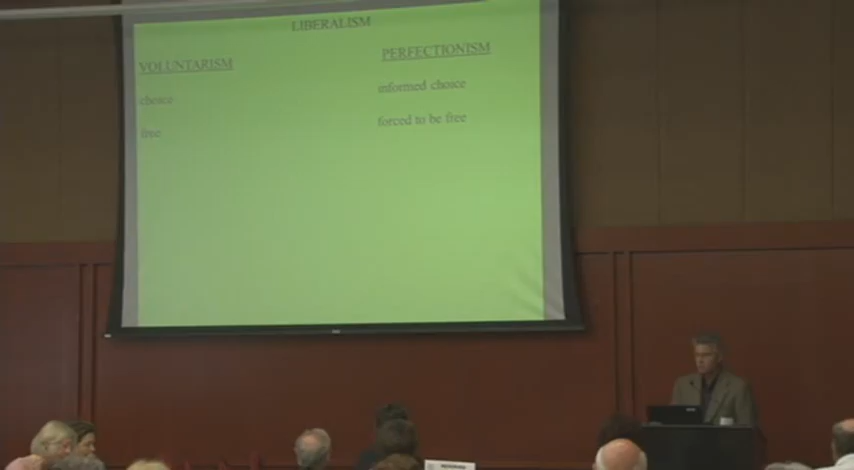 LIBERALISM
VOLUNTARISM
PERFECTIONISM
choice
informed choice
free
forced to be free